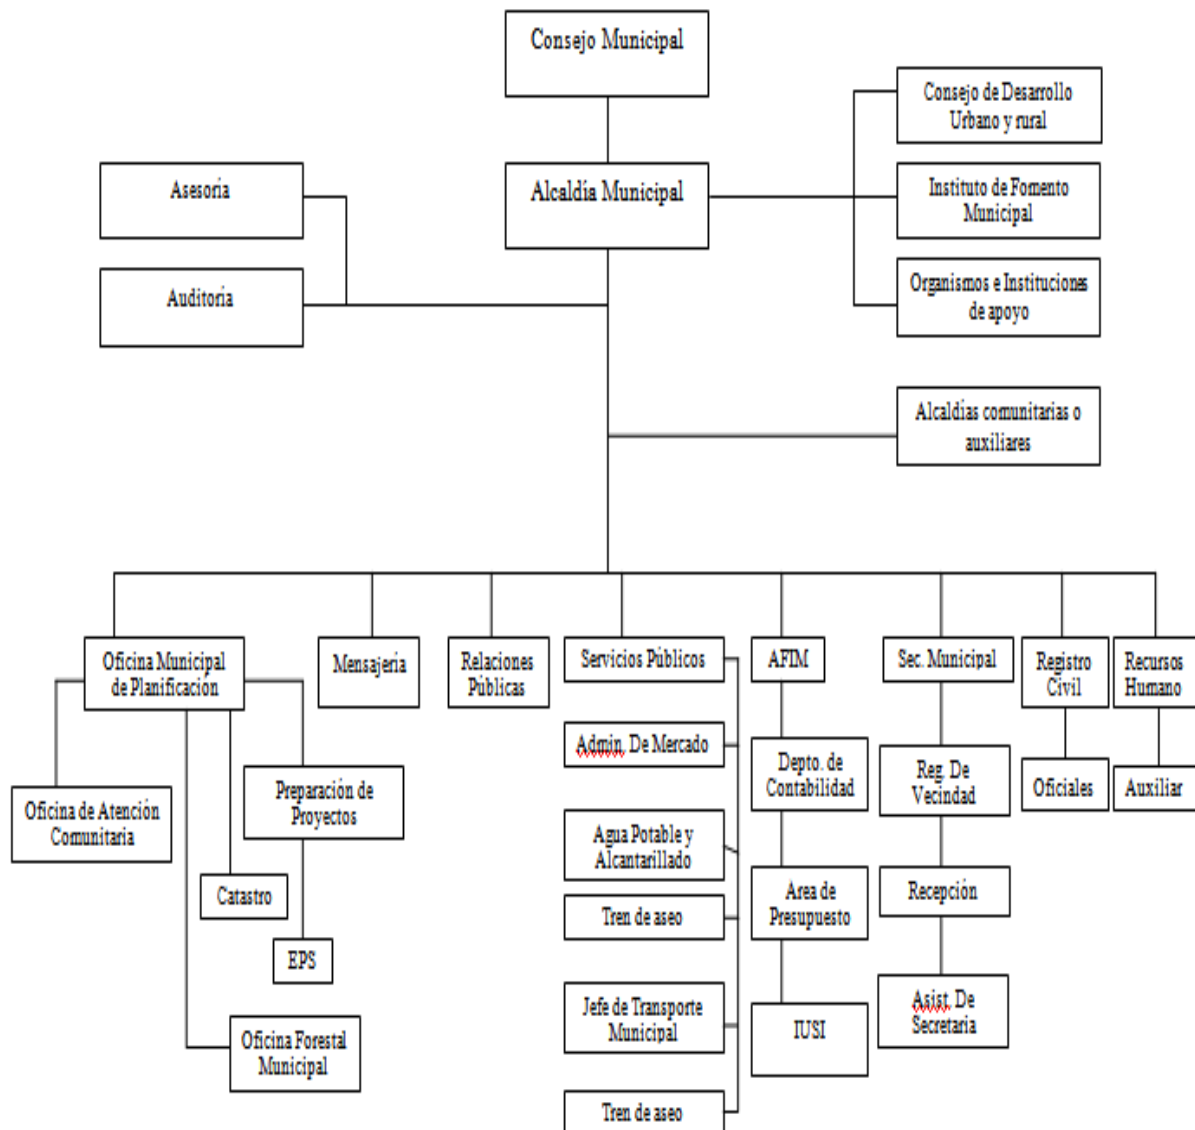 Consejo Municipal
Consejo de Desarrollo
Urbano y rural
Asesoría
Alcaldía Municipal
Instituto de Fomento
Municipal
Auditoría
Organismos e Instituciones
de apoyo
Alcaldías comunitarias o
auxiliares
Oficina Municipal
de Planificación
Mensajería
Relaciones
Públicas
Servicios Públicos
AFIM
Sec. Municipal
Registro
Civil
Recursos
Humano
Oficina de Atención
Comunitaria
Preparación de
Proyectos
Catastro
EPS
Oficina Forestal
Municipal
Admin. De Mercado
Agua Potable y
Alcantarillado
Tren de aseo
Jefe de Transporte
Municipal
Tren de aseo
Depto. de
Contabilidad
Area de
Presupuesto
IUSI
Reg. De
Vecindad
Recepción
Asist. De
Secretaria
Oficiales
Auxiliar